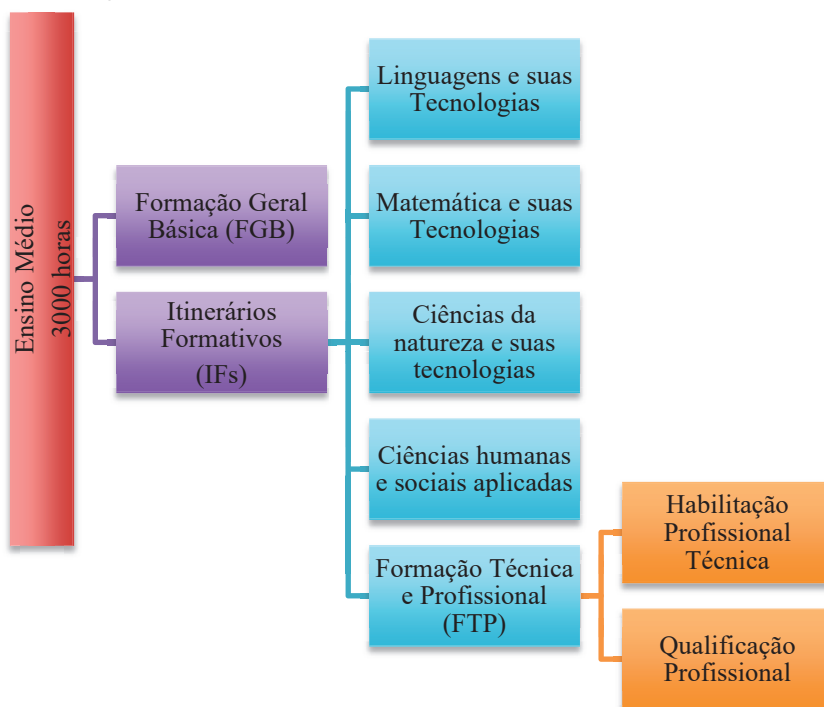 Ensino Médio
3000 horas
Formação Geral
Básica (FGB)
Itinerários
Formativos
(IFs)
Linguagens e suas
Tecnologias
Matemática e suas
Tecnologias
Ciências da
natureza e suas
tecnologias
Ciências humanas
e sociais aplicadas
Formação Técnica
e Profissional
(FTP)
Habilitação
Profissional
Técnica
Qualificação
Profissional